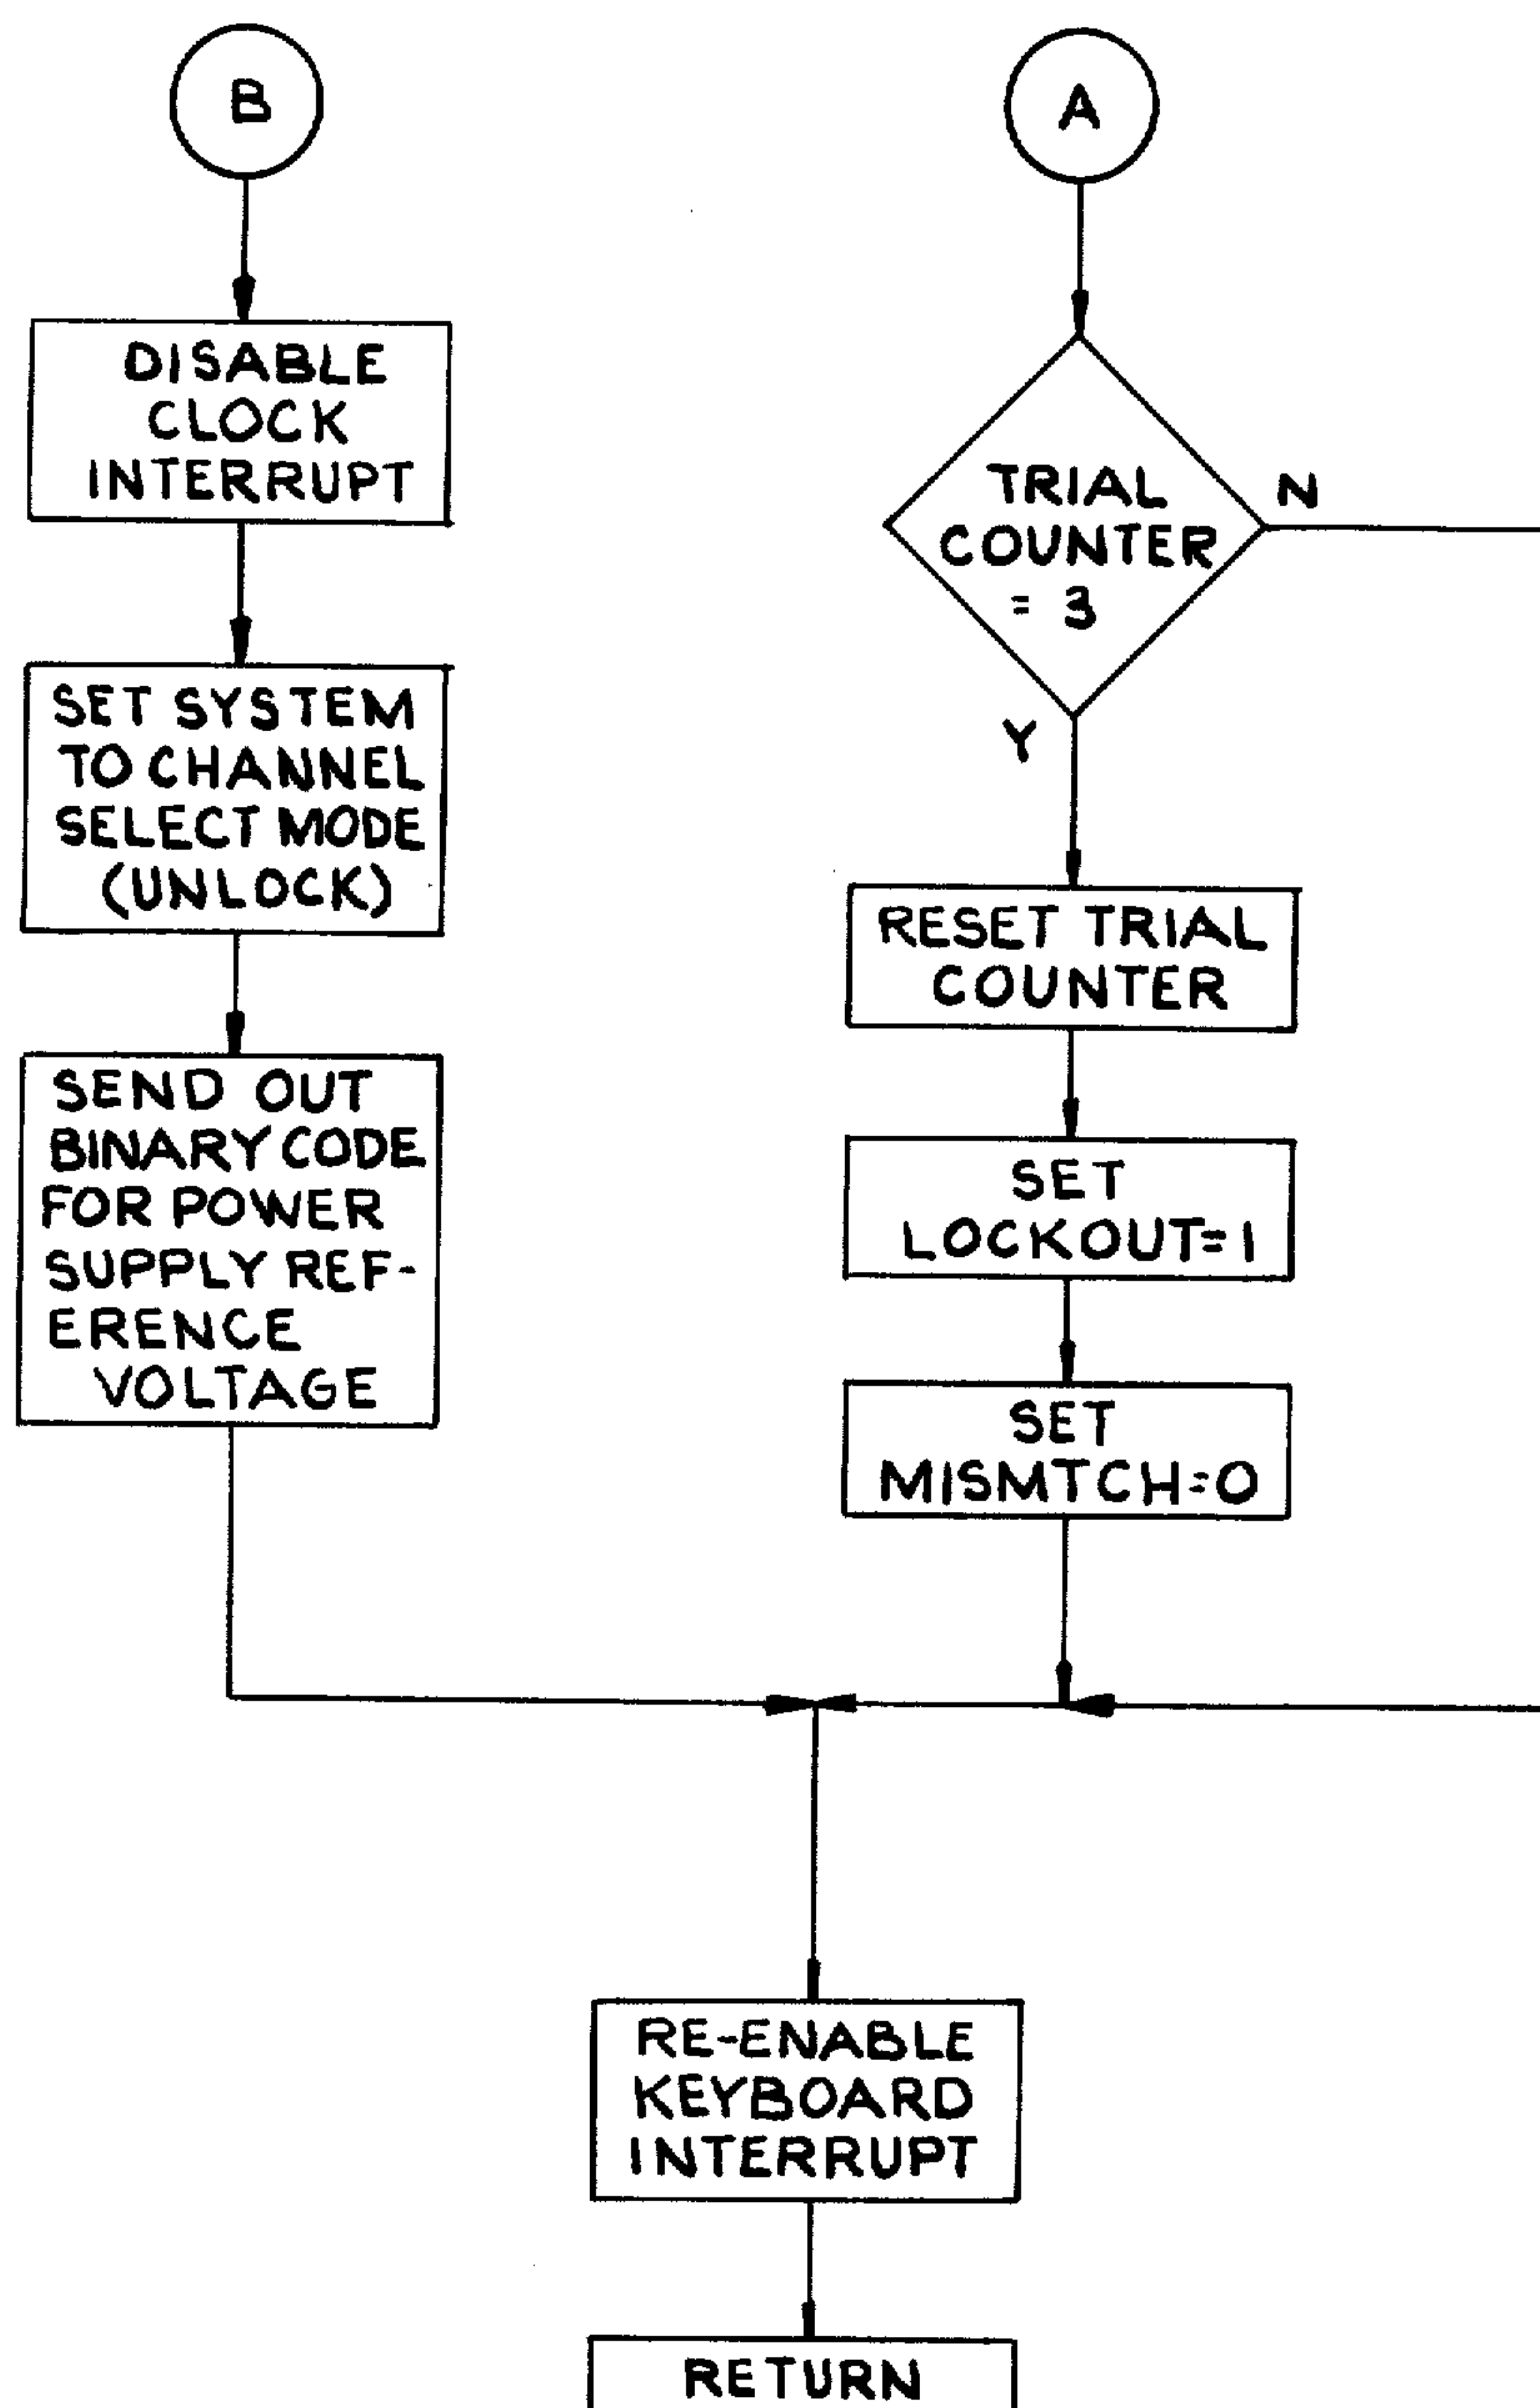 B
DISABLE
CLOCK
INTERRUPT
SET SYSTEM
TO CHANNEL
SELECT MODE
(UNLOCK)
SEND OUT
BINARY CODE
FOR POWER
SUPPLY REF-
ERENCE
VOLTAGE
A
TRIAL
COUNTER
= 3
N
Y
RESET TRIAL
COUNTER
SET
LOCKOUT=1
SET
MISMTCH=0
RE-ENABLE
KEYBOARD
INTERRUPT
RETURN